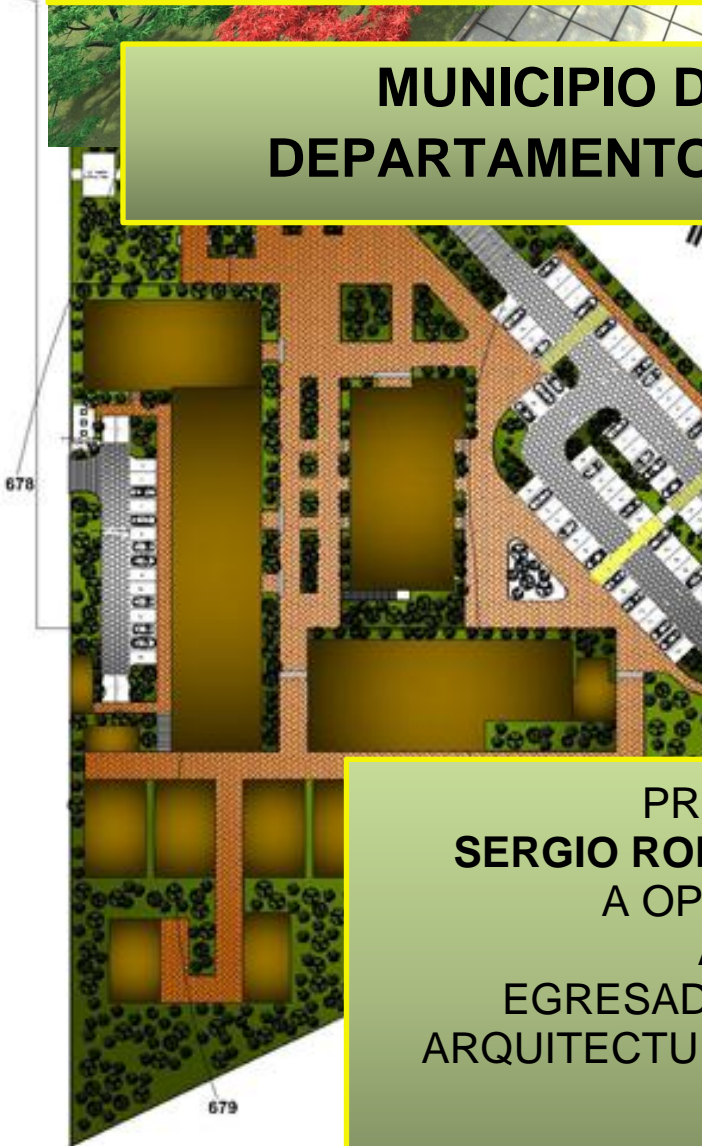 MUNICIPIO D
DEPARTAMENTO
678
PR
SERGIO RO
A OP
A
EGRESAD
ARQUITECTU
679